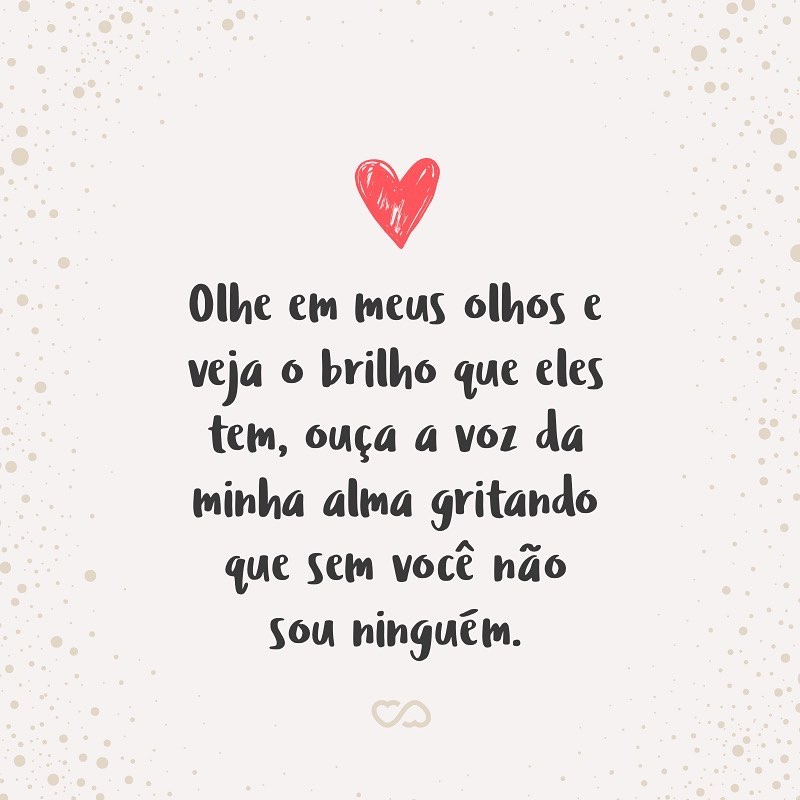 Olhe em meus olhos e
veja o brilho que eles
tem, ouça a voz da
minha alma gritando
que sem você não
sou ninguém.